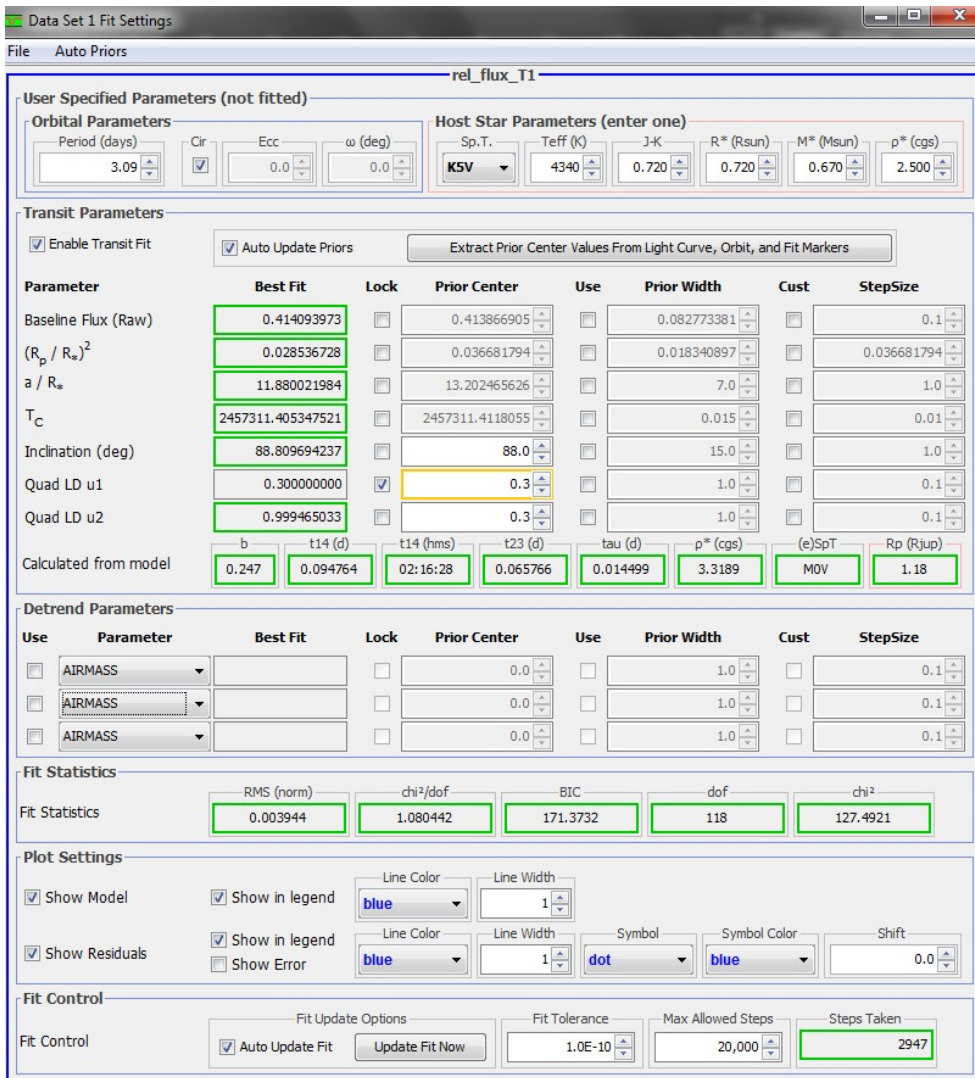 Data Set 1 Fit Settings
File Auto Priors
rel_flux_T1
User Specified Parameters (not fitted)
Orbital Parameters Host Star Parameters (enter one)
Period (days) Cir Ecc ω (deg) Sp.T. Teff (K) J-K R* (Rsun) M* (Msun) ρ* (cgs)
3.09 0.0 0.0 K5V 4340 0.720 0.720 0.670 2.500
Transit Parameters
Enable Transit Fit Auto Update Priors Extract Prior Center Values From Light Curve, Orbit, and Fit Markers
Parameter Best Fit Lock Prior Center Use Prior Width Cust StepSize
Baseline Flux (Raw) 0.414093973 0.413866905 0.082773381 0.1
(Rp / R*)² 0.028536728 0.036681794 0.018340897 0.036681794
a / R* 11.880021984 13.202465626 7.0 1.0
TC 2457311.405347521 2457311.4118055 0.015 0.01
Inclination (deg) 88.809694237 88.0 15.0 1.0
Quad LD u1 0.300000000 0.3 1.0 0.1
Quad LD u2 0.999465033 0.3 1.0 0.1
b t14 (d) t14 (hms) t23 (d) tau (d) ρ* (cgs) (e)SpT Rp (Rjup)
Calculated from model 0.247 0.094764 02:16:28 0.065766 0.014499 3.3189 M0V 1.18
Detrend Parameters
Use Parameter Best Fit Lock Prior Center Use Prior Width Cust StepSize
AIRMASS 0.0 1.0 0.1
AIRMASS 0.0 1.0 0.1
AIRMASS 0.0 1.0 0.1
Fit Statistics
RMS (norm) chi²/dof BIC dof chi²
Fit Statistics 0.003944 1.080442 171.3732 118 127.4921
Plot Settings
Line Color Line Width
Show Model Show in legend blue 1
Line Color Line Width Symbol Symbol Color Shift
Show Residuals Show in legend blue 1 dot blue 0.0
Show Error
Fit Control
Fit Update Options Fit Tolerance Max Allowed Steps Steps Taken
Fit Control Auto Update Fit Update Fit Now 1.0E-10 20,000 2947